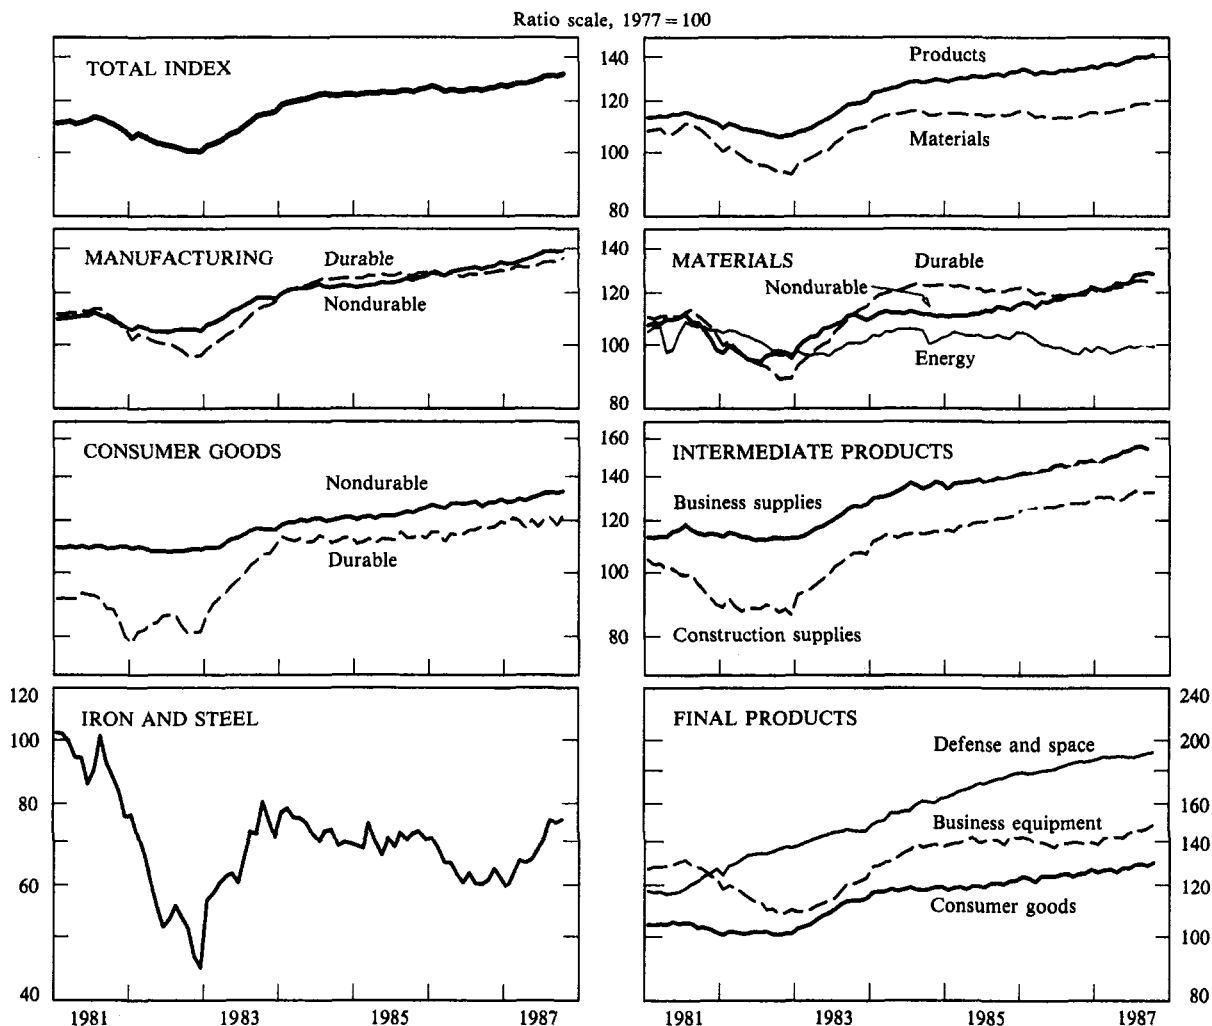 Ratio scale, 1977 = 100
TOTAL INDEX
140
120
100
80
Products
Materials
MANUFACTURING
Durable
Nondurable
140
120
100
80
MATERIALS
Durable
Nondurable
Energy
CONSUMER GOODS
Nondurable
Durable
160
140
120
100
80
INTERMEDIATE PRODUCTS
Business supplies
Construction supplies
120
100
80
60
40
IRON AND STEEL
1981
1983
1985
1987
FINAL PRODUCTS
Defense and space
Business equipment
Consumer goods
240
200
160
140
120
100
80
1981
1983
1985
1987